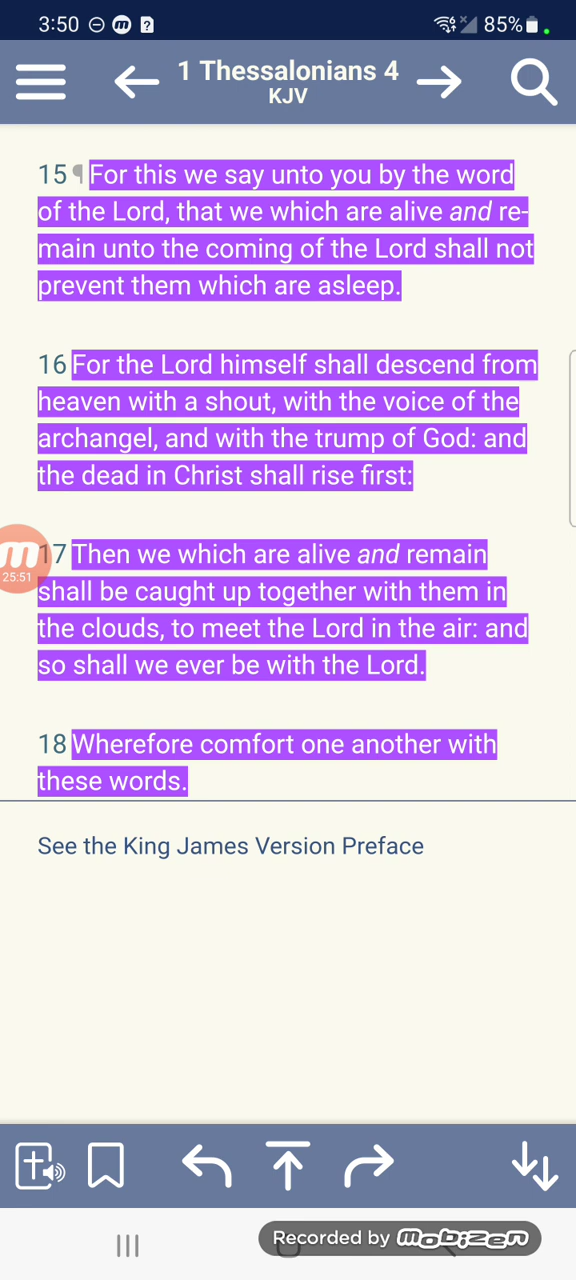 3:50 m ? 6 85%
1 Thessalonians 4
KJV
15 ¶ For this we say unto you by the word
of the Lord, that we which are alive and re-
main unto the coming of the Lord shall not
prevent them which are asleep.
16 For the Lord himself shall descend from
heaven with a shout, with the voice of the
archangel, and with the trump of God: and
the dead in Christ shall rise first:
17 Then we which are alive and remain
shall be caught up together with them in
the clouds, to meet the Lord in the air: and
so shall we ever be with the Lord.
m
25:51
18 Wherefore comfort one another with
these words.
See the King James Version Preface
Recorded by mobizen